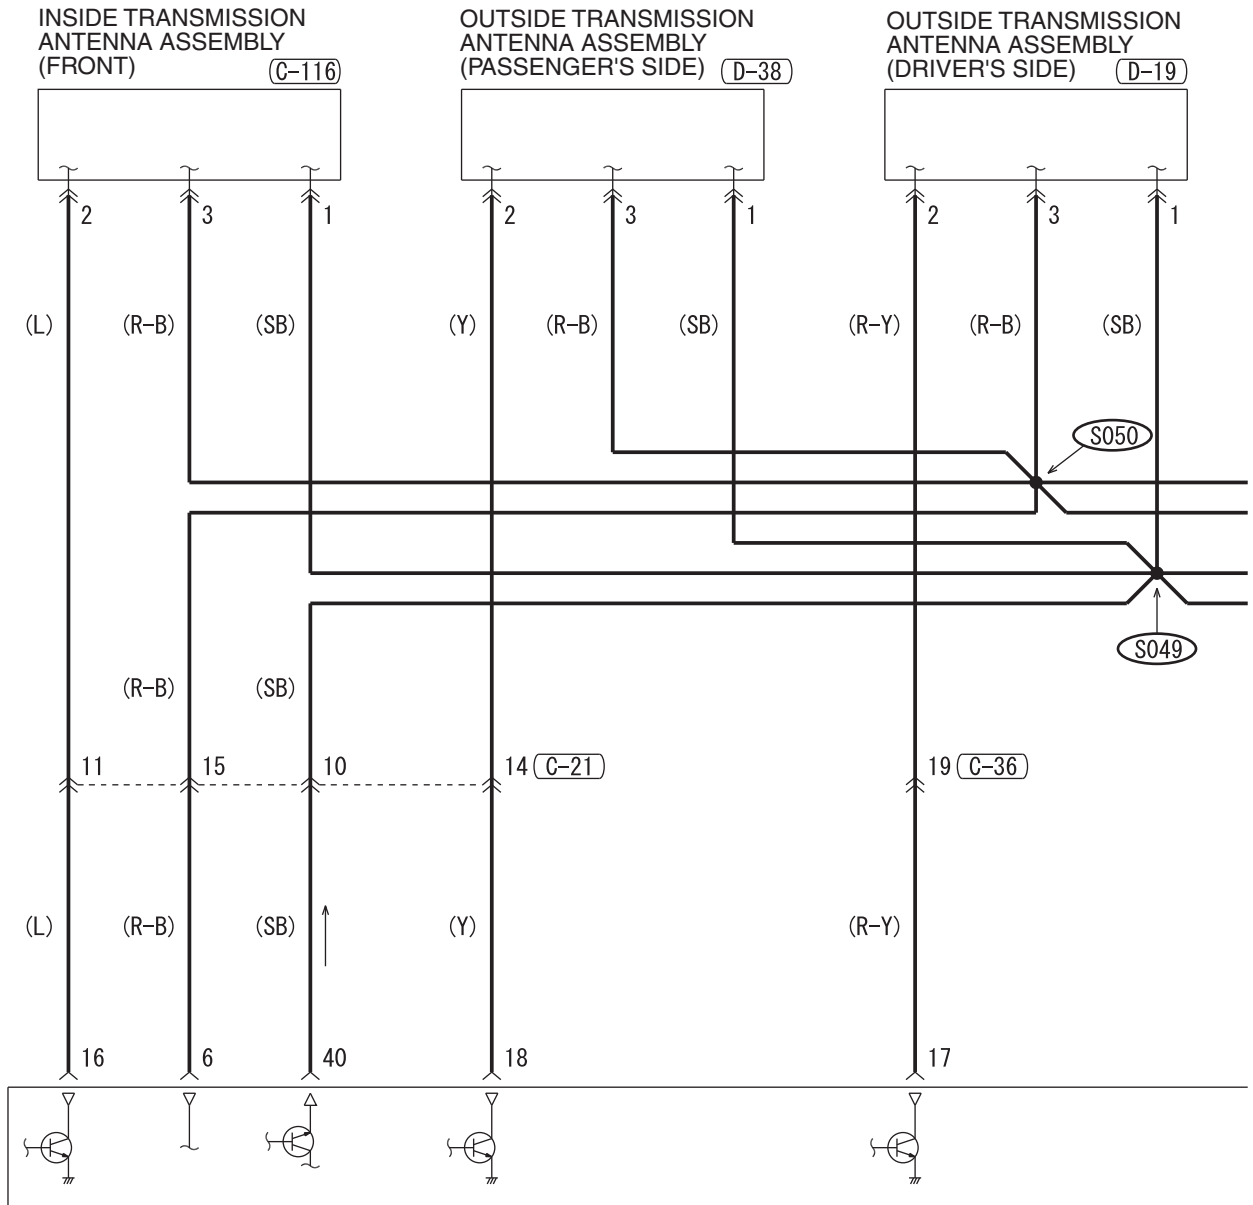 INSIDE TRANSMISSION
ANTENNA ASSEMBLY
(FRONT) C-116
OUTSIDE TRANSMISSION
ANTENNA ASSEMBLY
(PASSENGER'S SIDE) D-38
OUTSIDE TRANSMISSION
ANTENNA ASSEMBLY
(DRIVER'S SIDE) D-19
2 3 1 2 3 1 2 3 1
(L) (R-B) (SB) (Y) (R-B) (SB) (R-Y) (R-B) (SB)
S050
S049
(R-B) (SB)
11 15 10 14 C-21 19 C-36
(L) (R-B) (SB) (Y) (R-Y)
16 6 40 18 17